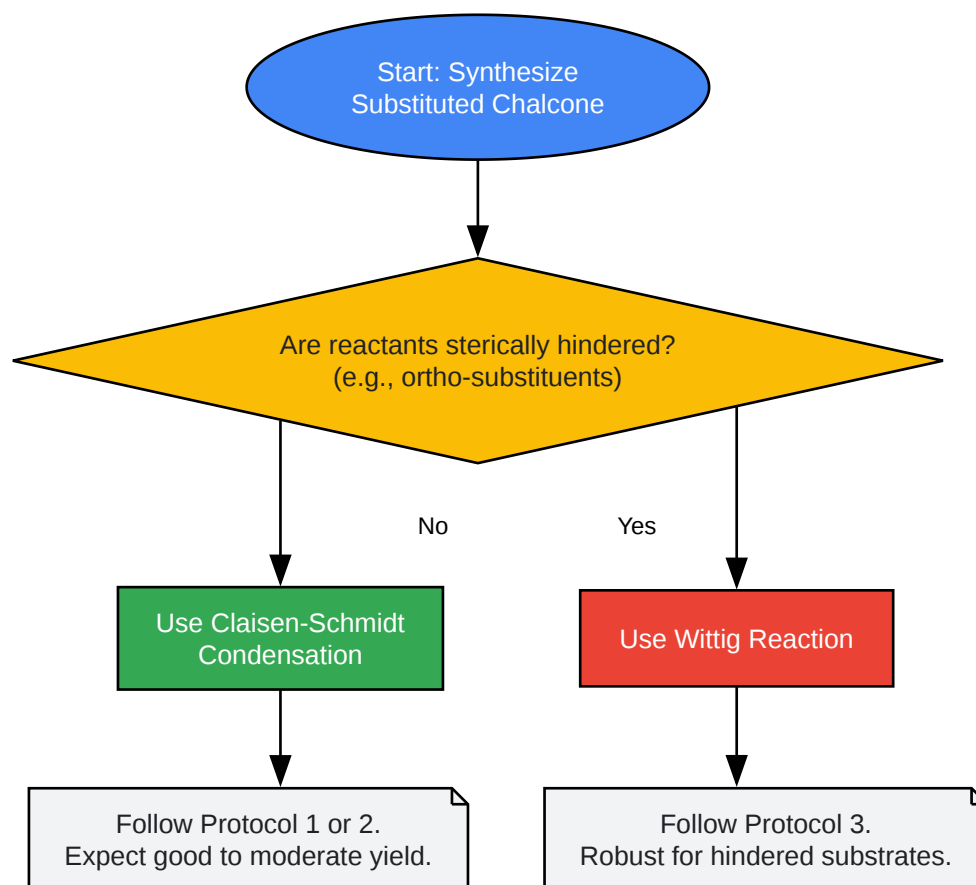 Start: Synthesize
Substituted Chalcone
Are reactants sterically hindered?
(e.g., ortho-substituents)
No
Yes
Use Claisen-Schmidt
Condensation
Use Wittig Reaction
Follow Protocol 1 or 2.
Expect good to moderate yield.
Follow Protocol 3.
Robust for hindered substrates.